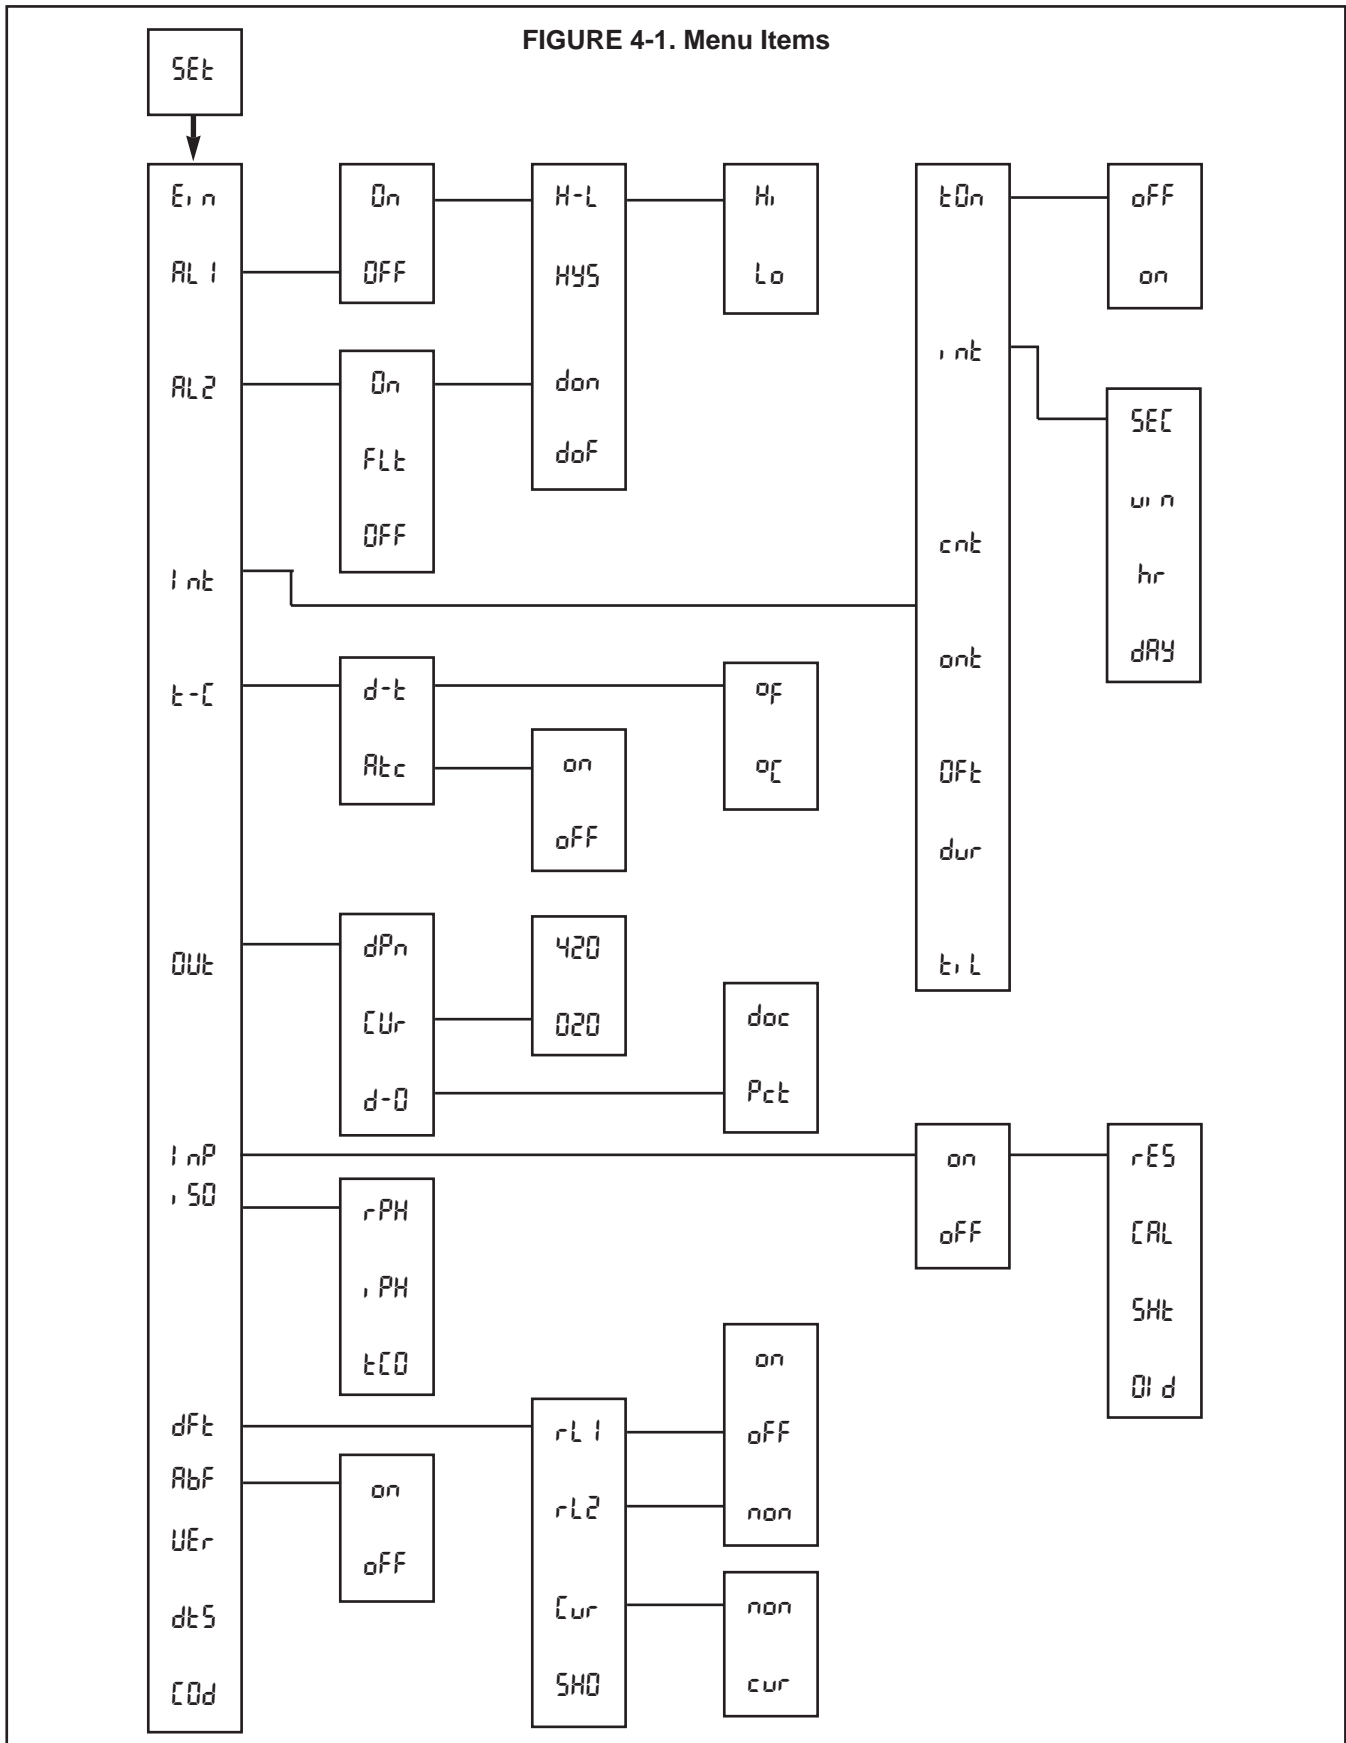 FIGURE 4-1. Menu Items
SEt
Ein
AL1
AL2
Int
t-C
OUt
InP
iSO
dFt
AbF
UEr
dtS
COd
On
OFF
On
FLt
OFF
H-L
HYS
don
doF
Hi
Lo
tOn
int
cnt
ont
OFt
dur
tiL
oFF
on
SEC
uin
hr
dAY
d-t
Atc
on
oFF
oF
oC
dPn
CUr
d-O
420
020
doc
Pct
on
oFF
rES
CAL
SHt
OId
rPH
iPH
tCO
rL1
rL2
Cur
SHO
on
oFF
non
non
cur
on
oFF